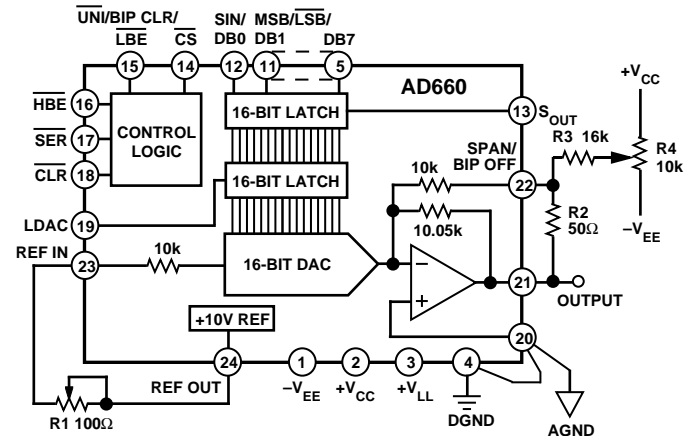 UNI/BIP CLR/
LBE
CS
SIN/
DB0
MSB/LSB/
DB1
DB7
15
14
12
11
5
AD660
HBE
16
SER
17
CLR
18
CONTROL
LOGIC
16-BIT LATCH
13
SOUT
+VCC
R3 16k
R4
10k
SPAN/
BIP OFF
10k
22
16-BIT LATCH
LDAC
19
10.05k
R2
50Ω
–VEE
REF IN
23
10k
16-BIT DAC
–
+
21
OUTPUT
+10V REF
20
24
1
2
3
4
REF OUT
–VEE
+VCC
+VLL
DGND
AGND
R1 100Ω